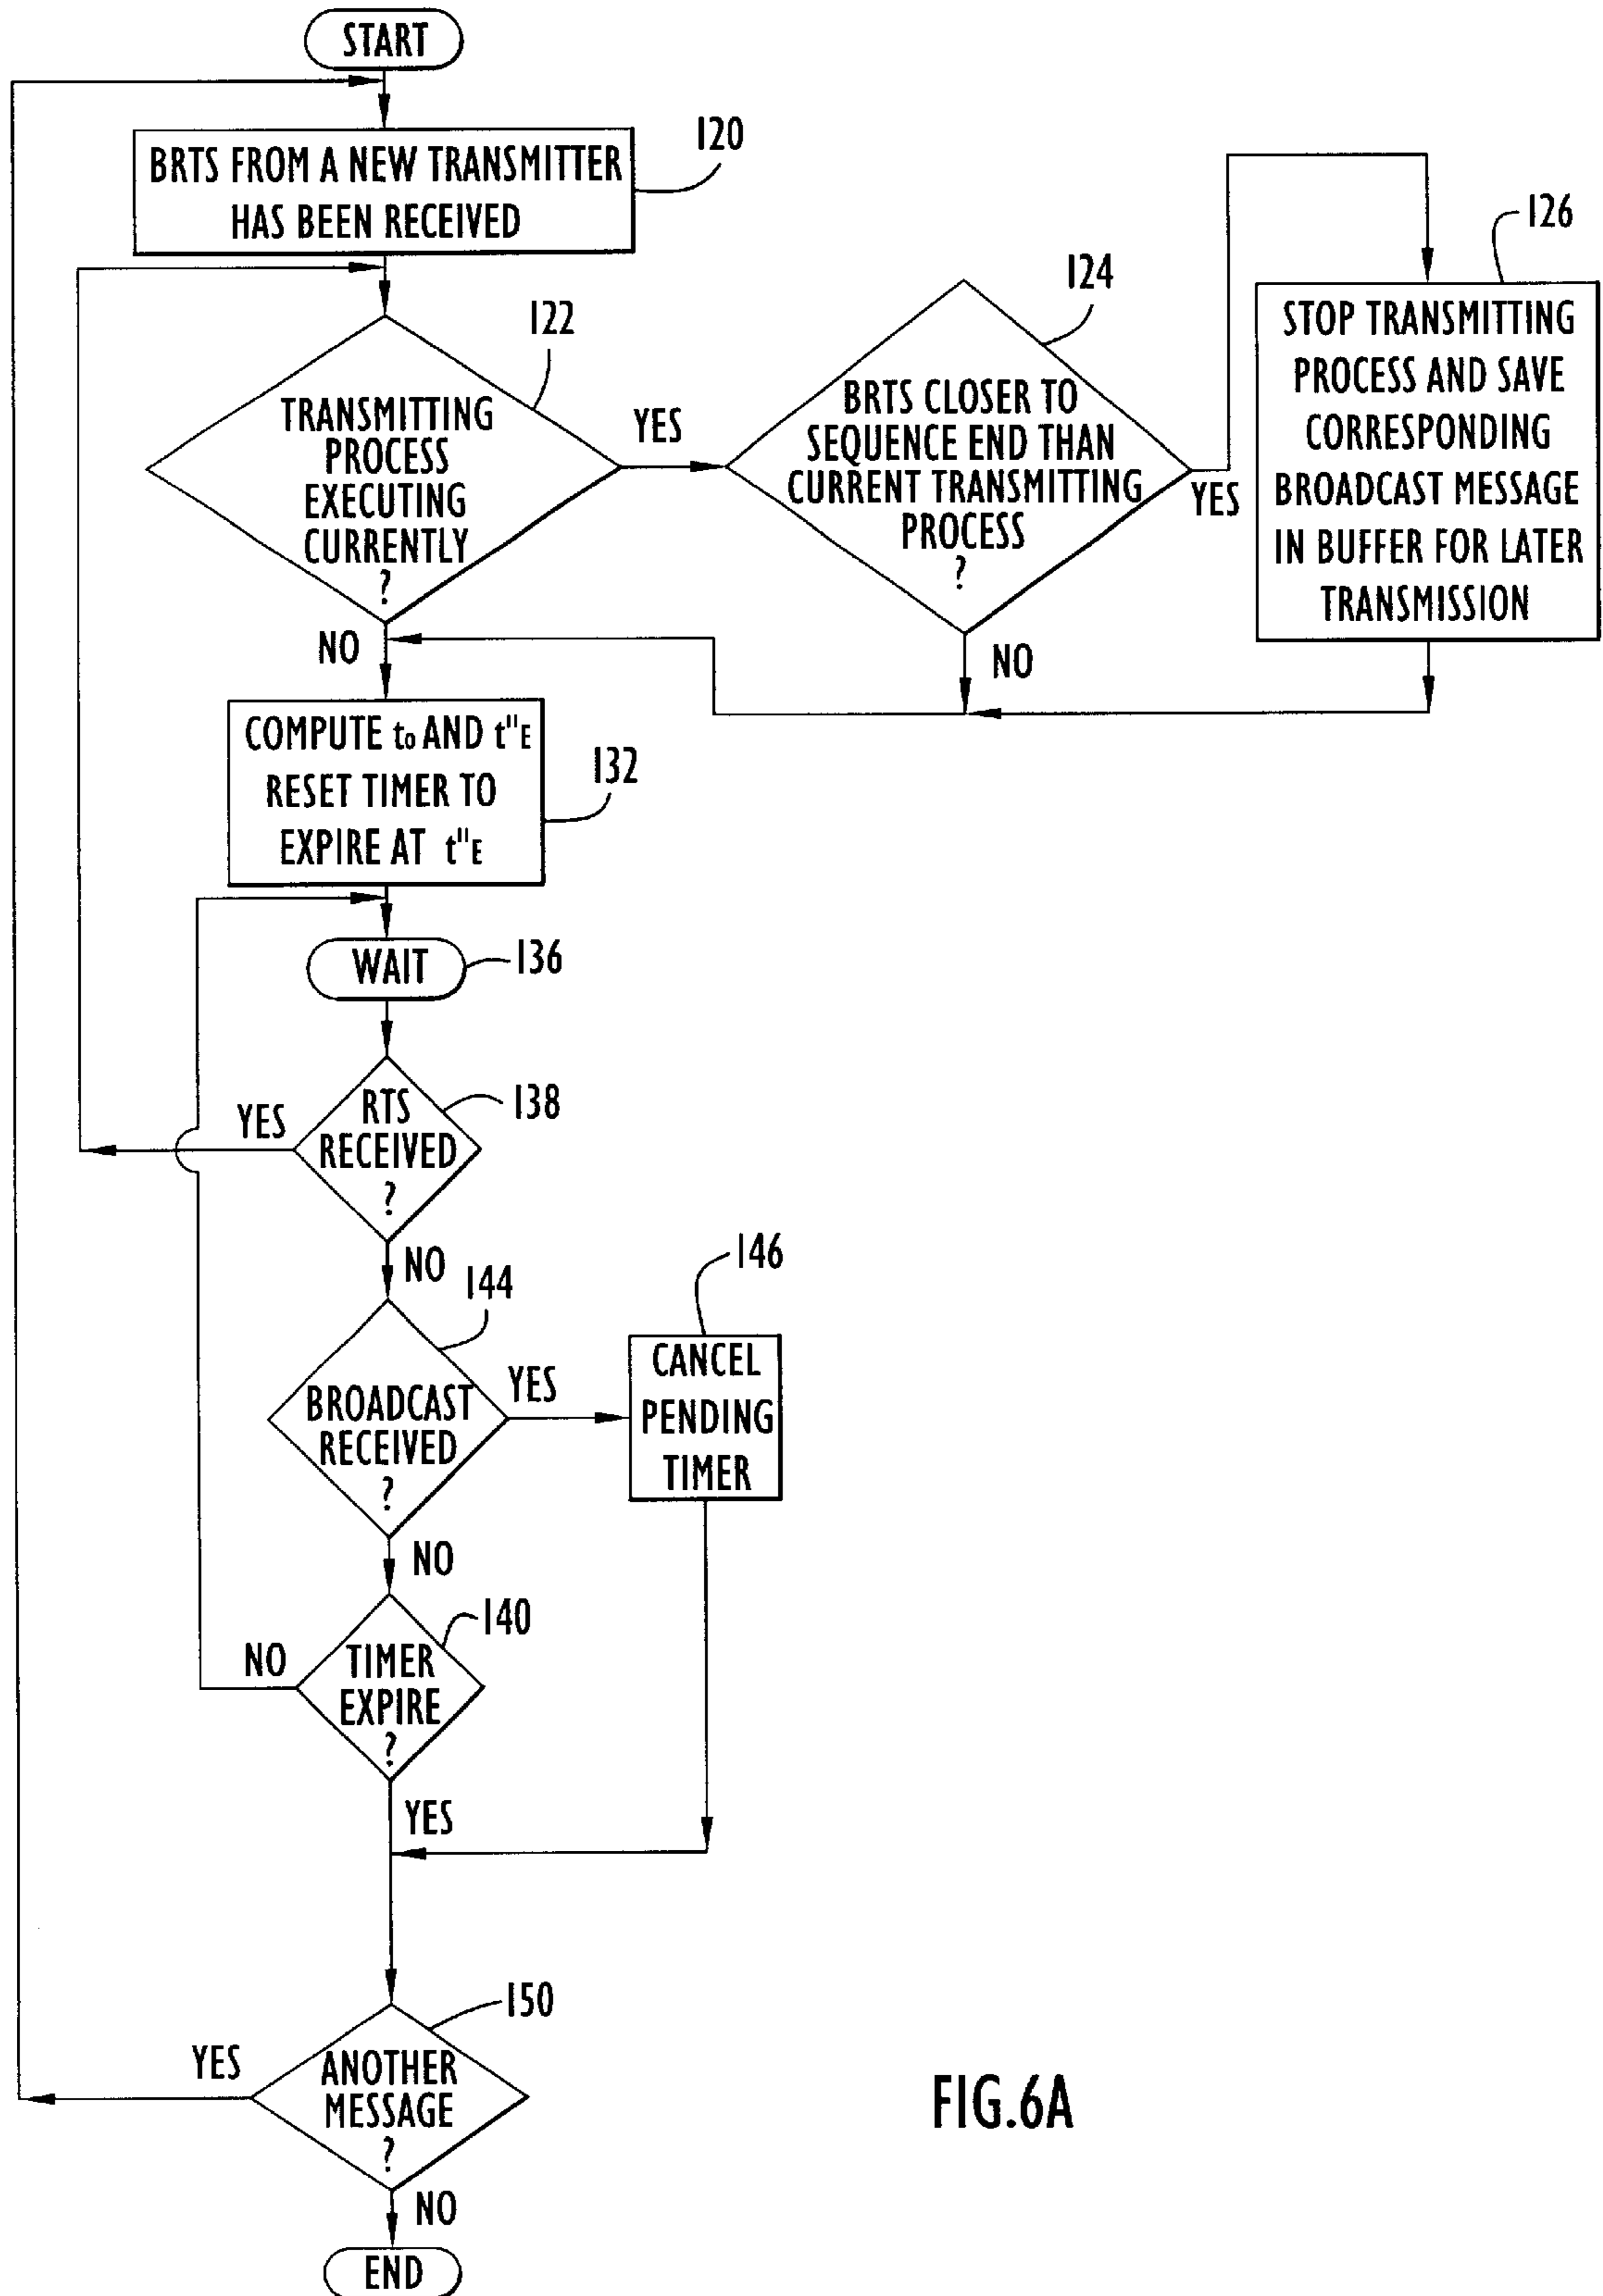 START
BRTS FROM A NEW TRANSMITTER
HAS BEEN RECEIVED
120
TRANSMITTING
PROCESS
EXECUTING
CURRENTLY
?
122
YES
NO
BRTS CLOSER TO
SEQUENCE END THAN
CURRENT TRANSMITTING
PROCESS
?
124
YES
NO
STOP TRANSMITTING
PROCESS AND SAVE
CORRESPONDING
BROADCAST MESSAGE
IN BUFFER FOR LATER
TRANSMISSION
126
COMPUTE t0 AND t"E
RESET TIMER TO
EXPIRE AT t"E
132
WAIT
136
RTS
RECEIVED
?
138
YES
NO
BROADCAST
RECEIVED
?
144
YES
NO
CANCEL
PENDING
TIMER
146
TIMER
EXPIRE
?
140
NO
YES
ANOTHER
MESSAGE
?
150
YES
NO
END
FIG.6A